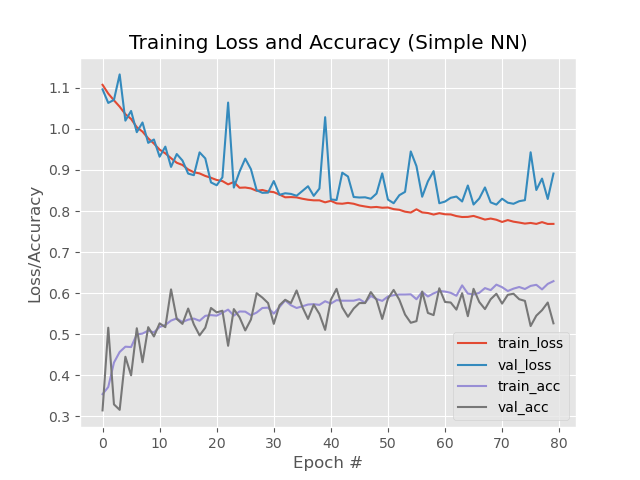 Training Loss and Accuracy (Simple NN)
Loss/Accuracy
1.1
1.0
0.9
0.8
0.7
0.6
0.5
0.4
0.3
train_loss
val_loss
train_acc
val_acc
0 10 20 30 40 50 60 70 80
Epoch #